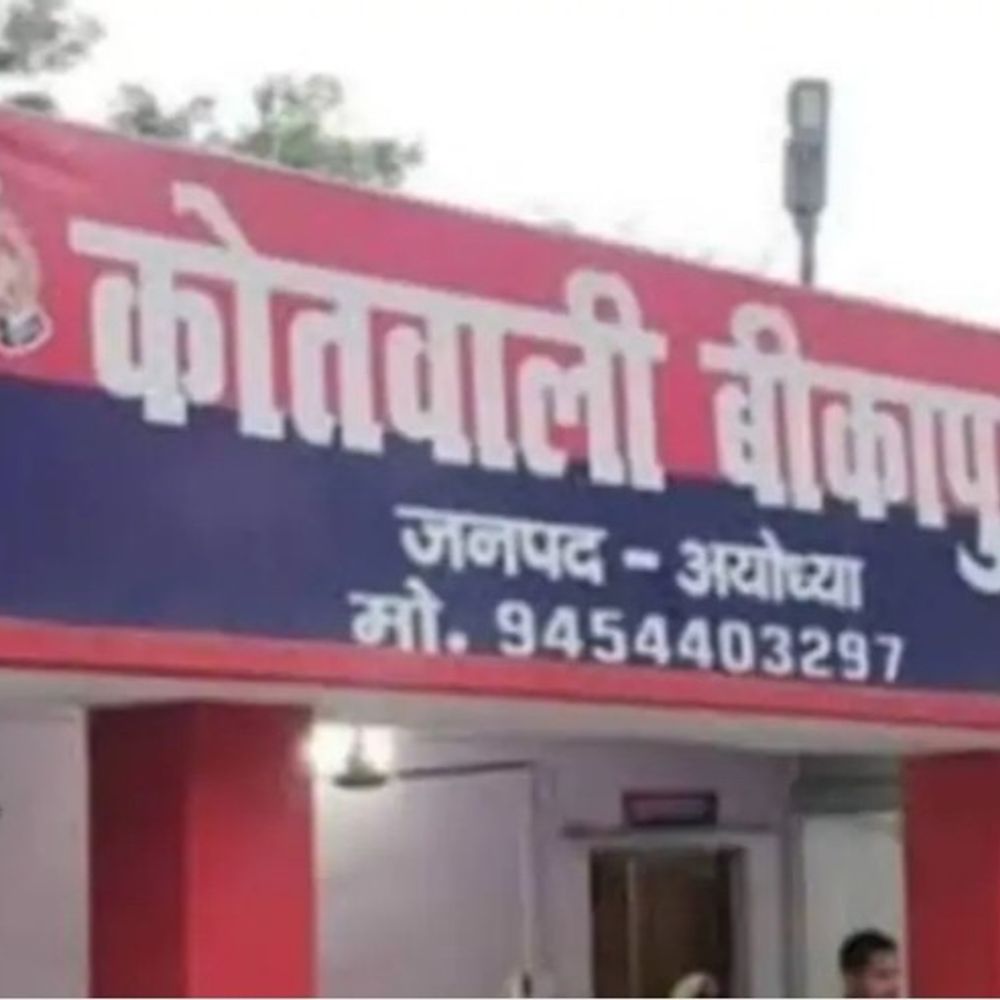 कोतवाली बीकापु
जनपद - अयोध्या
मो. 9454403297